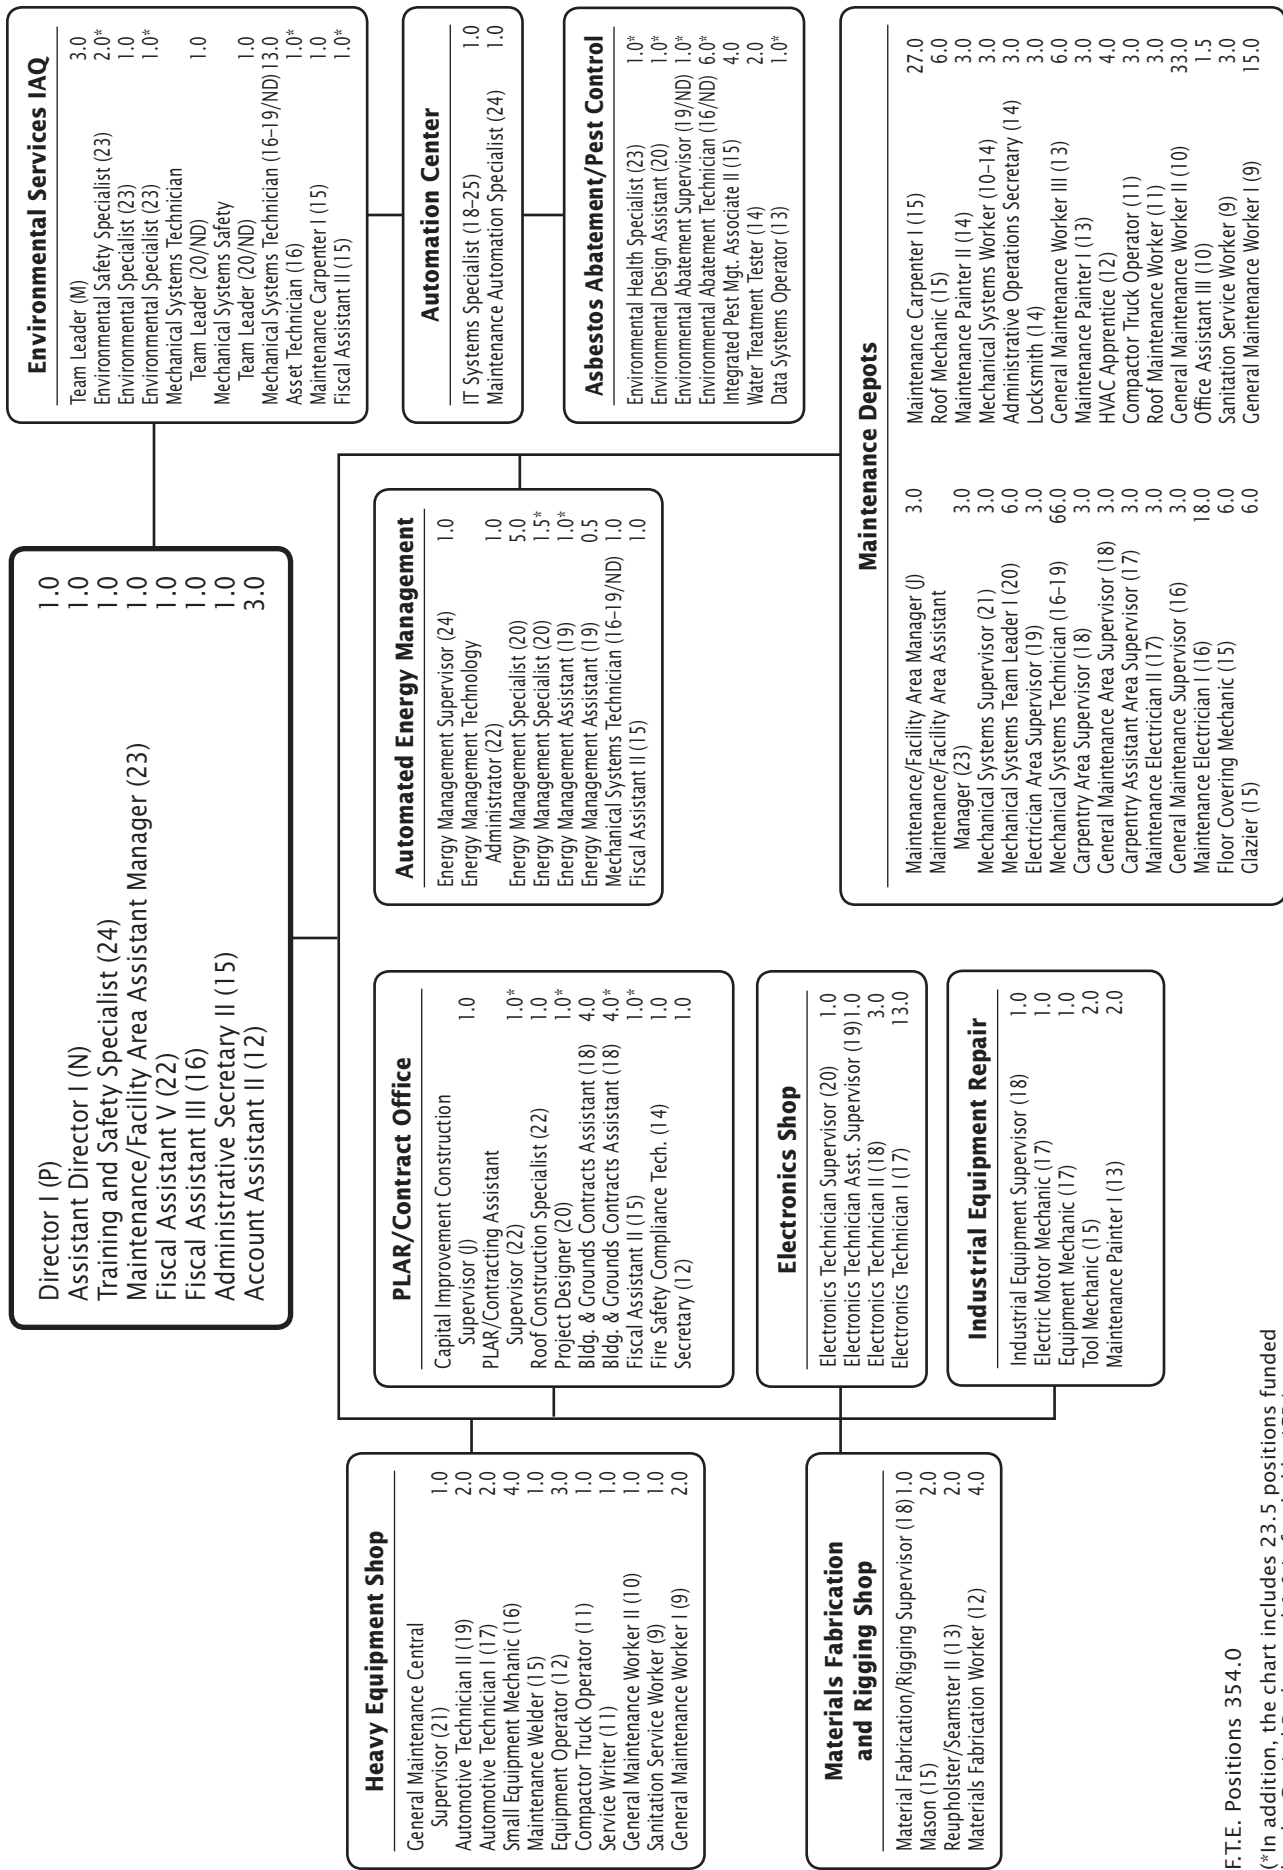 Director I (P) 1.0
Assistant Director I (N) 1.0
Training and Safety Specialist (24) 1.0
Maintenance/Facility Area Assistant Manager (23) 1.0
Fiscal Assistant V (22) 1.0
Fiscal Assistant III (16) 1.0
Administrative Secretary II (15) 1.0
Account Assistant II (12) 3.0
Environmental Services IAQ
Team Leader (M) 3.0
Environmental Safety Specialist (23) 2.0*
Environmental Specialist (23) 1.0
Environmental Specialist (23) 1.0*
Mechanical Systems Technician
Team Leader (20/ND) 1.0
Mechanical Systems Safety
Team Leader (20/ND) 1.0
Mechanical Systems Technician (16–19/ND) 13.0
Asset Technician (16) 1.0*
Maintenance Carpenter I (15) 1.0
Fiscal Assistant II (15) 1.0*
Automation Center
IT Systems Specialist (18–25) 1.0
Maintenance Automation Specialist (24) 1.0
Asbestos Abatement/Pest Control
Environmental Health Specialist (23) 1.0*
Environmental Design Assistant (20) 1.0*
Environmental Abatement Supervisor (19/ND) 1.0*
Environmental Abatement Technician (16/ND) 6.0*
Integrated Pest Mgt. Associate II (15) 4.0
Water Treatment Tester (14) 2.0
Data Systems Operator (13) 1.0*
Heavy Equipment Shop
General Maintenance Central
Supervisor (21) 1.0
Automotive Technician II (19) 2.0
Automotive Technician I (17) 2.0
Small Equipment Mechanic (16) 4.0
Maintenance Welder (15) 1.0
Equipment Operator (12) 3.0
Compactor Truck Operator (11) 1.0
Service Writer (11) 1.0
General Maintenance Worker II (10) 1.0
Sanitation Service Worker (9) 1.0
General Maintenance Worker I (9) 2.0
PLAR/Contract Office
Capital Improvement Construction
Supervisor (J) 1.0
PLAR/Contracting Assistant
Supervisor (22) 1.0*
Roof Construction Specialist (22) 1.0
Project Designer (20) 1.0*
Bldg. & Grounds Contracts Assistant (18) 4.0
Bldg. & Grounds Contracts Assistant (18) 4.0*
Fiscal Assistant II (15) 1.0*
Fire Safety Compliance Tech. (14) 1.0
Secretary (12) 1.0
Automated Energy Management
Energy Management Supervisor (24) 1.0
Energy Management Technology
Administrator (22) 1.0
Energy Management Specialist (20) 5.0
Energy Management Specialist (20) 1.5*
Energy Management Assistant (19) 1.0*
Energy Management Assistant (19) 0.5
Mechanical Systems Technician (16–19/ND) 1.0
Fiscal Assistant II (15) 1.0
Materials Fabrication
and Rigging Shop
Material Fabrication/Rigging Supervisor (18) 1.0
Mason (15) 2.0
Reupholster/Seamster II (13) 2.0
Materials Fabrication Worker (12) 4.0
Electronics Shop
Electronics Technician Supervisor (20) 1.0
Electronics Technician Asst. Supervisor (19) 1.0
Electronics Technician II (18) 3.0
Electronics Technician I (17) 13.0
Industrial Equipment Repair
Industrial Equipment Supervisor (18) 1.0
Electric Motor Mechanic (17) 1.0
Equipment Mechanic (17) 1.0
Tool Mechanic (15) 2.0
Maintenance Painter I (13) 2.0
Maintenance Depots
Maintenance/Facility Area Manager (J) 3.0
Maintenance/Facility Area Assistant
Manager (23) 3.0
Mechanical Systems Supervisor (21) 3.0
Mechanical Systems Team Leader I (20) 6.0
Electrician Area Supervisor (19) 3.0
Mechanical Systems Technician (16–19) 66.0
Carpentry Area Supervisor (18) 3.0
General Maintenance Area Supervisor (18) 3.0
Carpentry Assistant Area Supervisor (17) 3.0
Maintenance Electrician II (17) 3.0
General Maintenance Supervisor (16) 3.0
Maintenance Electrician I (16) 18.0
Floor Covering Mechanic (15) 6.0
Glazier (15) 6.0
Maintenance Carpenter I (15) 27.0
Roof Mechanic (15) 6.0
Maintenance Painter II (14) 3.0
Mechanical Systems Worker (10–14) 3.0
Administrative Operations Secretary (14) 3.0
Locksmith (14) 3.0
General Maintenance Worker III (13) 6.0
Maintenance Painter I (13) 3.0
HVAC Apprentice (12) 4.0
Compactor Truck Operator (11) 3.0
Roof Maintenance Worker (11) 3.0
General Maintenance Worker II (10) 33.0
Office Assistant III (10) 1.5
Sanitation Service Worker (9) 3.0
General Maintenance Worker I (9) 15.0
F.T.E. Positions 354.0
(*In addition, the chart includes 23.5 positions funded